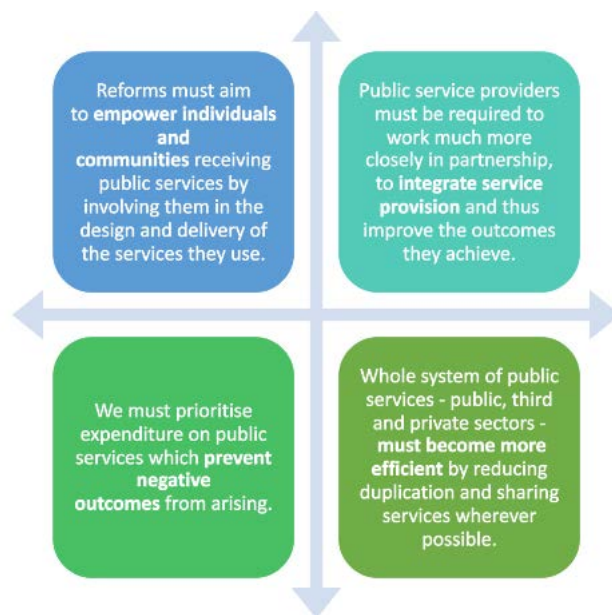 Reforms must aim
to empower individuals
and
communities receiving
public services by
involving them in the
design and delivery of
the services they use.
Public service providers
must be required to
work much more
closely in partnership,
to integrate service
provision and thus
improve the outcomes
they achieve.
We must prioritise
expenditure on public
services which prevent
negative
outcomes from arising.
Whole system of public
services - public, third
and private sectors -
must become more
efficient by reducing
duplication and sharing
services wherever
possible.